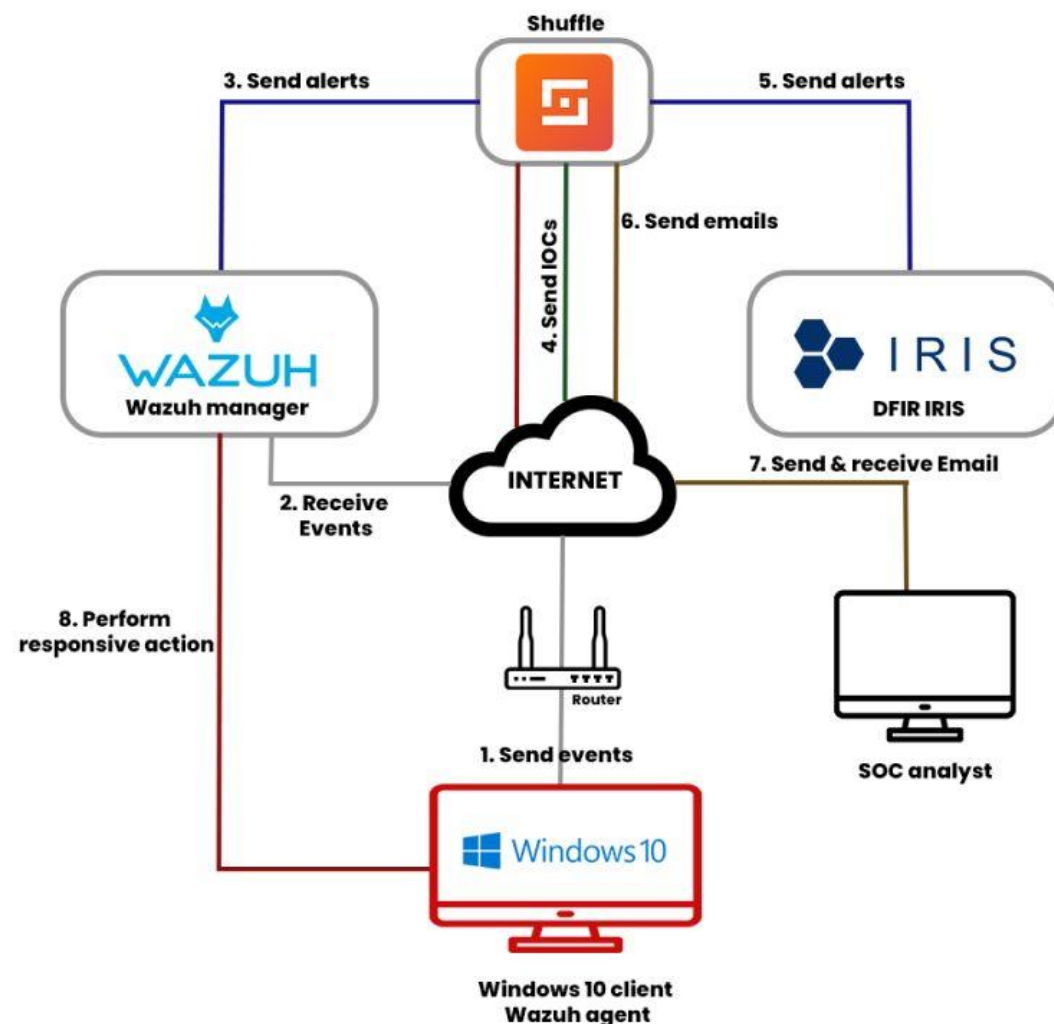 Shuffle
3. Send alerts
5. Send alerts
4. Send IOCs
6. Send emails
WAZUH
Wazuh manager
IRIS
DFIR IRIS
INTERNET
7. Send & receive Email
2. Receive
Events
8. Perform
responsive action
Router
1. Send events
SOC analyst
Windows 10
Windows 10 client
Wazuh agent